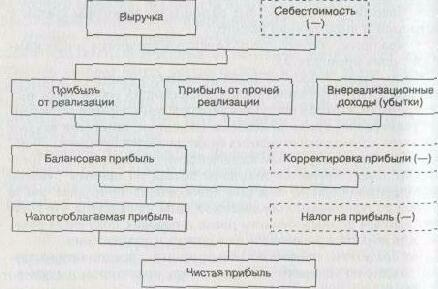 Выручка
Себестоимость
(—)
Прибыль
от реализации
Прибыль от прочей
реализации
Внереализационные
доходы (убытки)
Балансовая прибыль
Корректировка прибыли (—)
Налогооблагаемая прибыль
Налог на прибыль (—)
Чистая прибыль